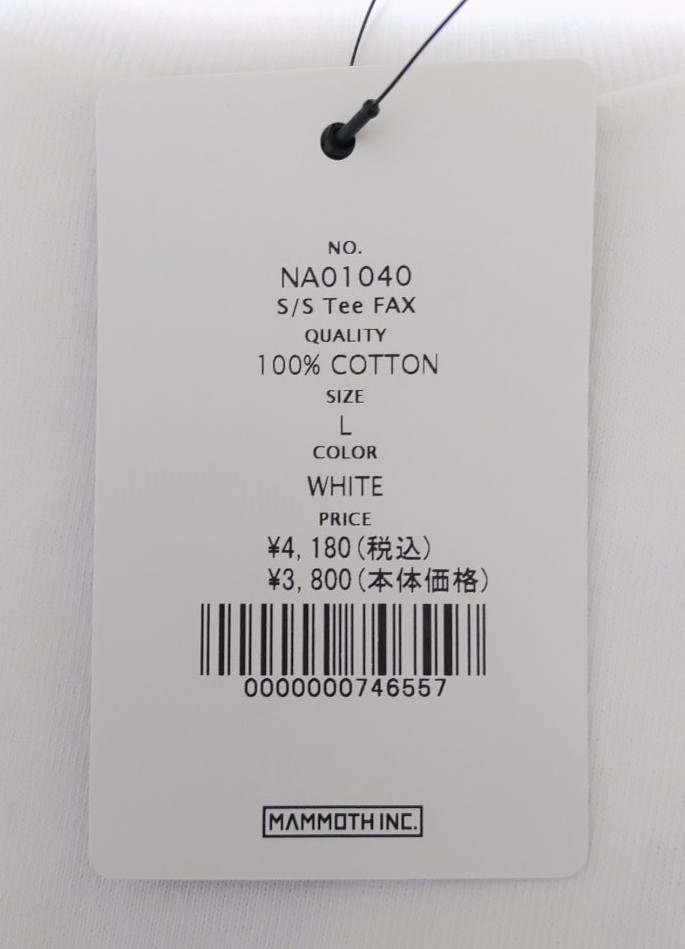 NO.
NA01040
S/S Tee FAX
QUALITY
100% COTTON
SIZE
L
COLOR
WHITE
PRICE
¥4,180(税込)
¥3,800(本体価格)
0000000746557
MAMMOTH INC.